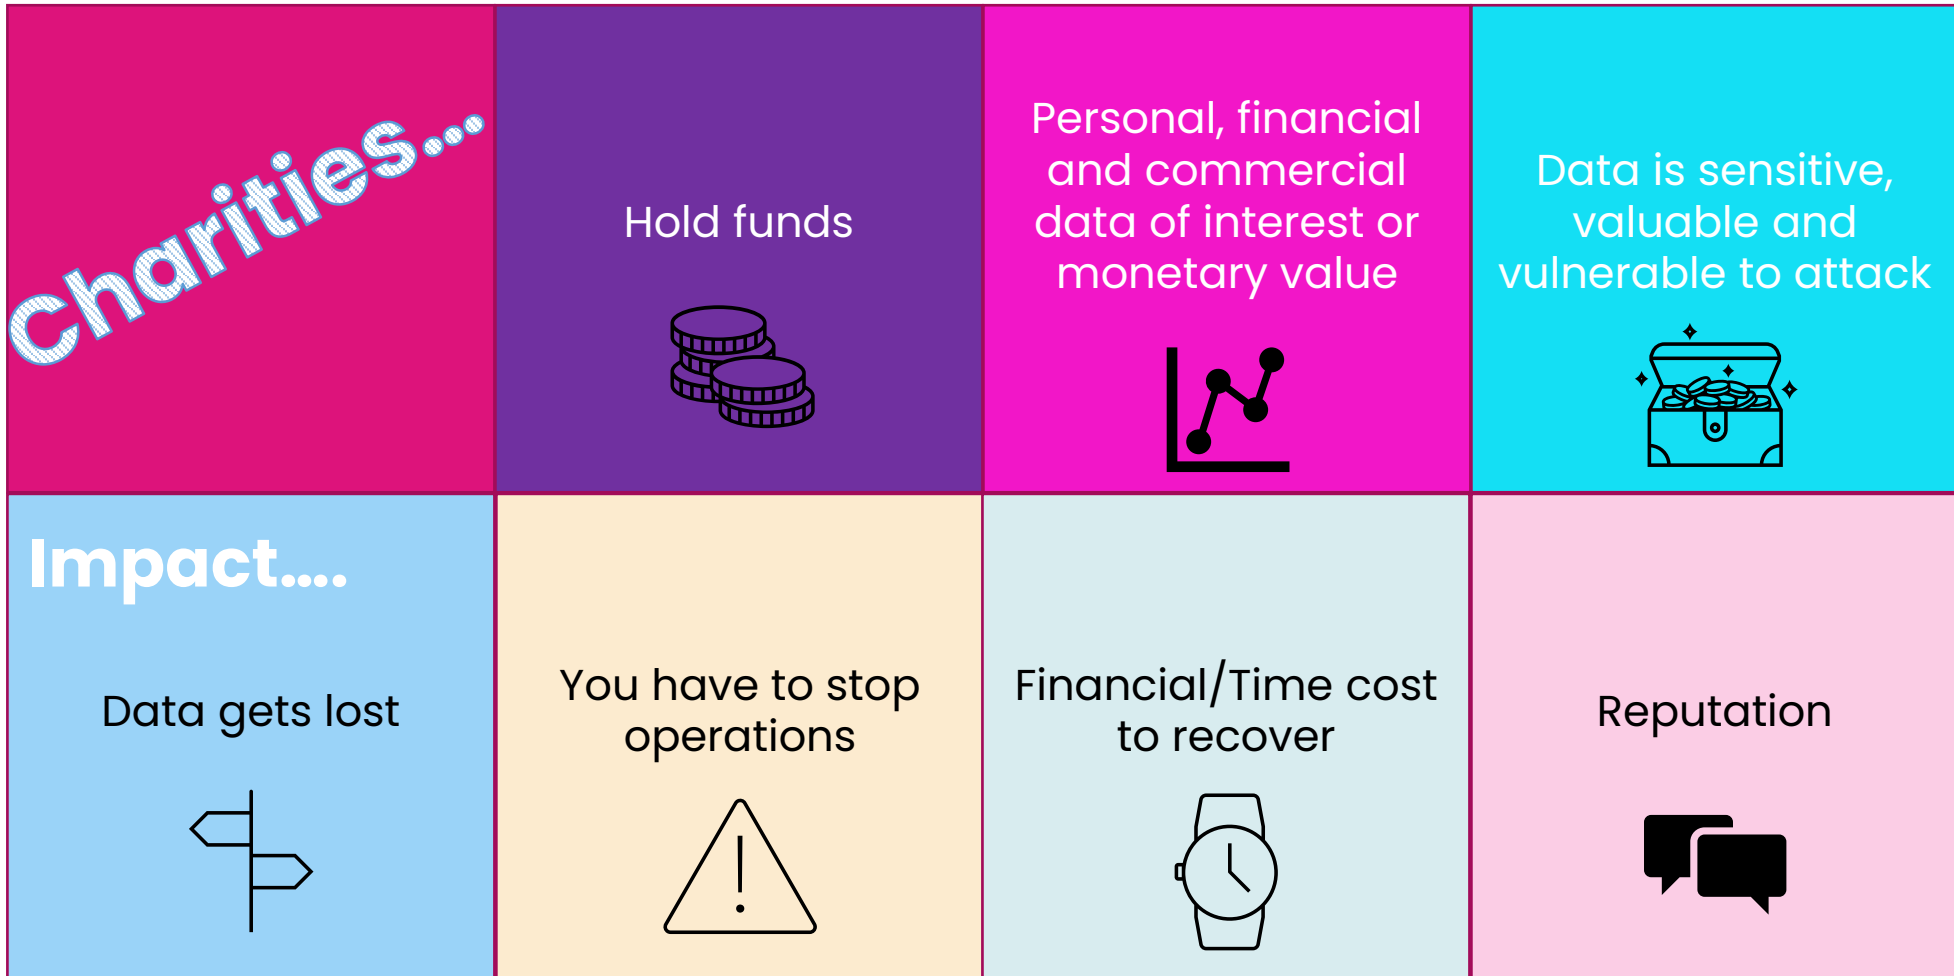 Charities...
Hold funds
Personal, financial
and commercial
data of interest or
monetary value
Data is sensitive,
valuable and
vulnerable to attack
Impact....
Data gets lost
You have to stop
operations
Financial/Time cost
to recover
Reputation